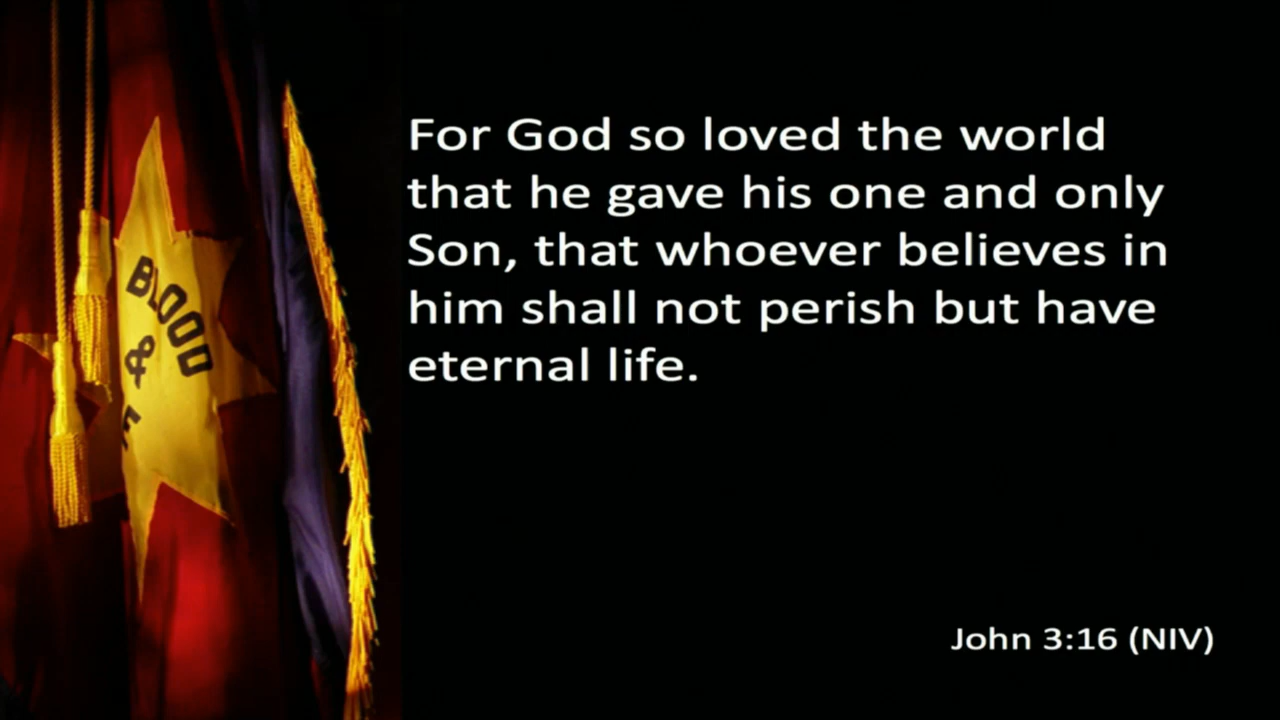 BLOOD
&
F
For God so loved the world
that he gave his one and only
Son, that whoever believes in
him shall not perish but have
eternal life.
John 3:16 (NIV)